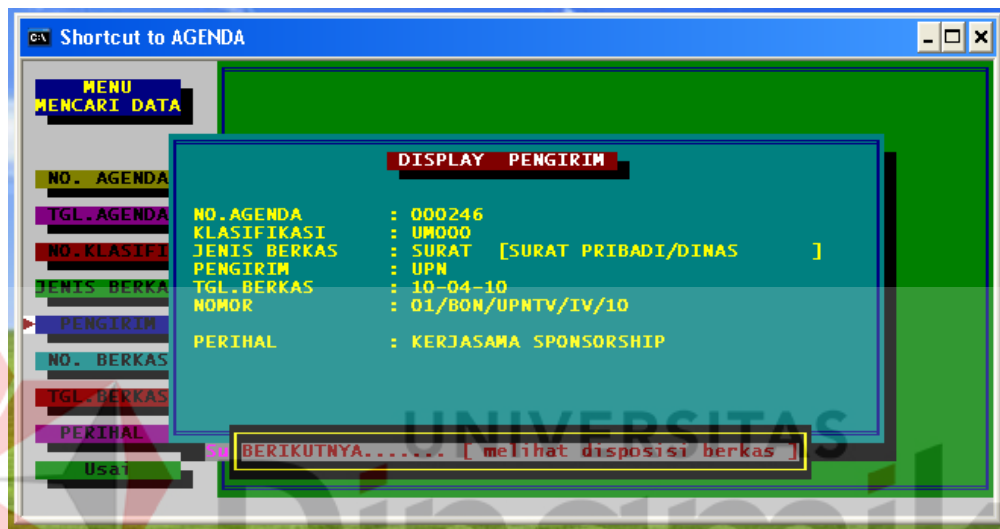 Shortcut to AGENDA
MENU
MENCARI DATA
DISPLAY PENGIRIM
NO. AGENDA
TGL.AGENDA
NO.KLASIFI
JENIS BERKA
PENGIRIM
NO. BERKAS
TGL.BERKAS
PERIHAL
Usai
NO.AGENDA : 000246
KLASIFIKASI : UM000
JENIS BERKAS : SURAT [SURAT PRIBADI/DINAS ]
PENGIRIM : UPN
TGL.BERKAS : 10-04-10
NOMOR : 01/BON/UPNTV/IV/10
PERIHAL : KERJASAMA SPONSORSHIP
UNIVERSITAS
Su
BERIKUTNYA....... [ melihat disposisi berkas ]
Dinamik